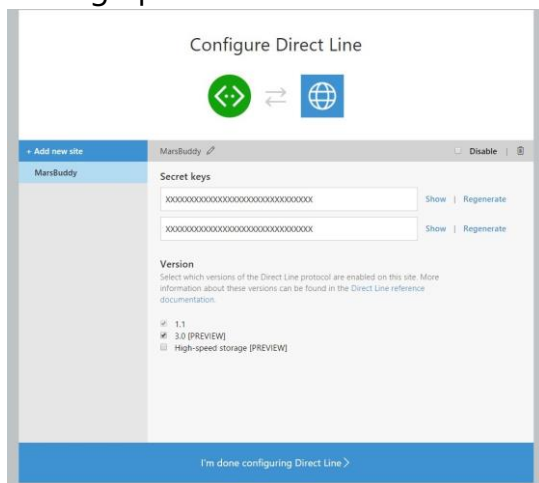 Configure Direct Line
+ Add new site
MarsBuddy
Disable |
MarsBuddy
Secret keys
XXXXXXXXXXXXXXXXXXXXXXXXXXXXXXXX
Show | Regenerate
XXXXXXXXXXXXXXXXXXXXXXXXXXXXXXXX
Show | Regenerate
Version
Select which versions of the Direct Line protocol are enabled on this site. More
information about these versions can be found in the Direct Line reference
documentation.
1.1
3.0 [PREVIEW]
High-speed storage [PREVIEW]
I'm done configuring Direct Line >